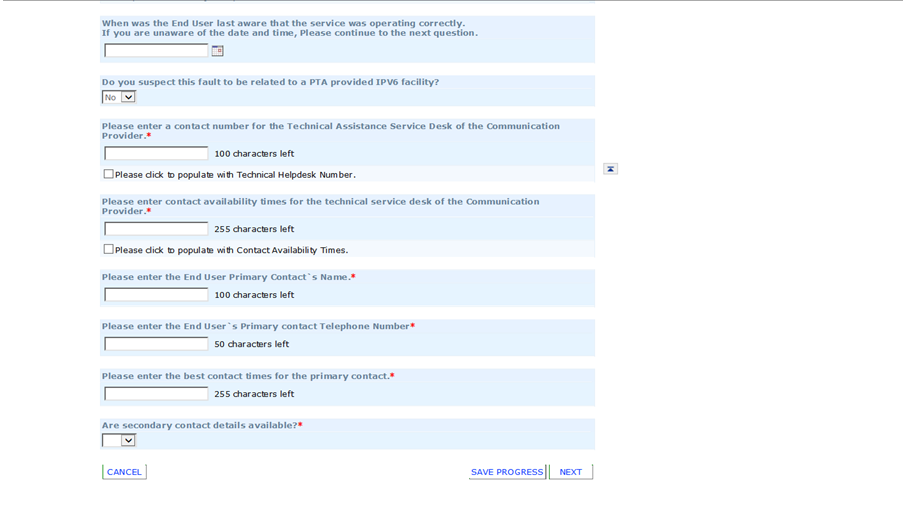 When was the End User last aware that the service was operating correctly.
If you are unaware of the date and time, Please continue to the next question.
Do you suspect this fault to be related to a PTA provided IPV6 facility?
No
Please enter a contact number for the Technical Assistance Service Desk of the Communication
Provider.*
100 characters left
Please click to populate with Technical Helpdesk Number.
Please enter contact availability times for the technical service desk of the Communication
Provider.*
255 characters left
Please click to populate with Contact Availability Times.
Please enter the End User Primary Contact`s Name.*
100 characters left
Please enter the End User`s Primary contact Telephone Number*
50 characters left
Please enter the best contact times for the primary contact.*
255 characters left
Are secondary contact details available?*
CANCEL SAVE PROGRESS NEXT